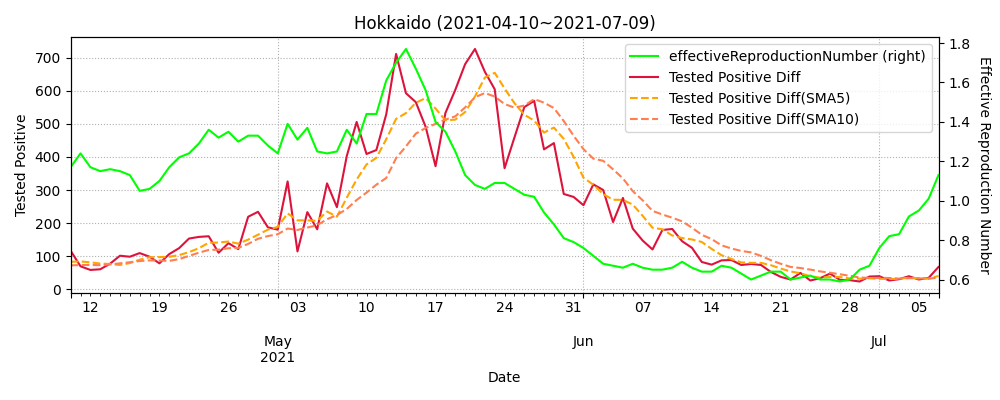 Hokkaido (2021-04-10~2021-07-09)
effectiveReproductionNumber (right)
Tested Positive Diff
Tested Positive Diff(SMA5)
Tested Positive Diff(SMA10)
Tested Positive
700
600
500
400
300
200
100
0
1.8
1.6
1.4
1.2
1.0
0.8
0.6
Effective Reproduction Number
12 19 26 03 10 17 24 31 07 14 21 28 05
May Jun Jul
2021
Date